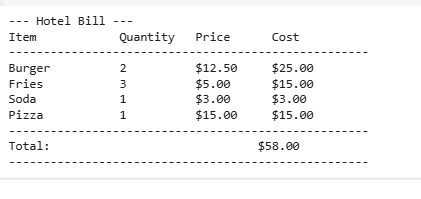 --- Hotel Bill ---
Item Quantity Price Cost
-----------------------------------------------
Burger 2 $12.50 $25.00
Fries 3 $5.00 $15.00
Soda 1 $3.00 $3.00
Pizza 1 $15.00 $15.00
-----------------------------------------------
Total: $58.00
-----------------------------------------------